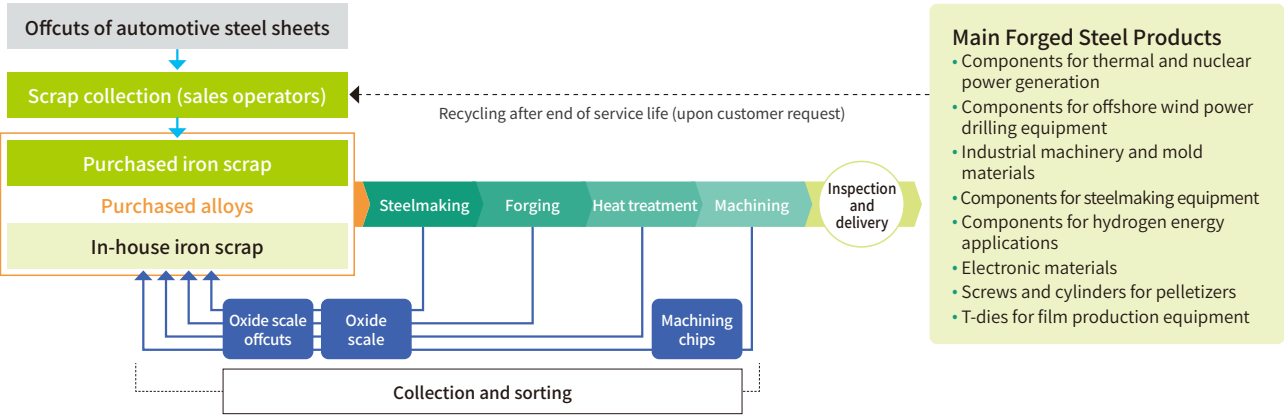 Offcuts of automotive steel sheets
Scrap collection (sales operators)
Recycling after end of service life (upon customer request)
Purchased iron scrap
Purchased alloys
In-house iron scrap
Steelmaking
Forging
Heat treatment
Machining
Inspection
and
delivery
Oxide scale
offcuts
Oxide
scale
Machining
chips
Collection and sorting
Main Forged Steel Products
• Components for thermal and nuclear
power generation
• Components for offshore wind power
drilling equipment
• Industrial machinery and mold
materials
• Components for steelmaking equipment
• Components for hydrogen energy
applications
• Electronic materials
• Screws and cylinders for pelletizers
• T-dies for film production equipment